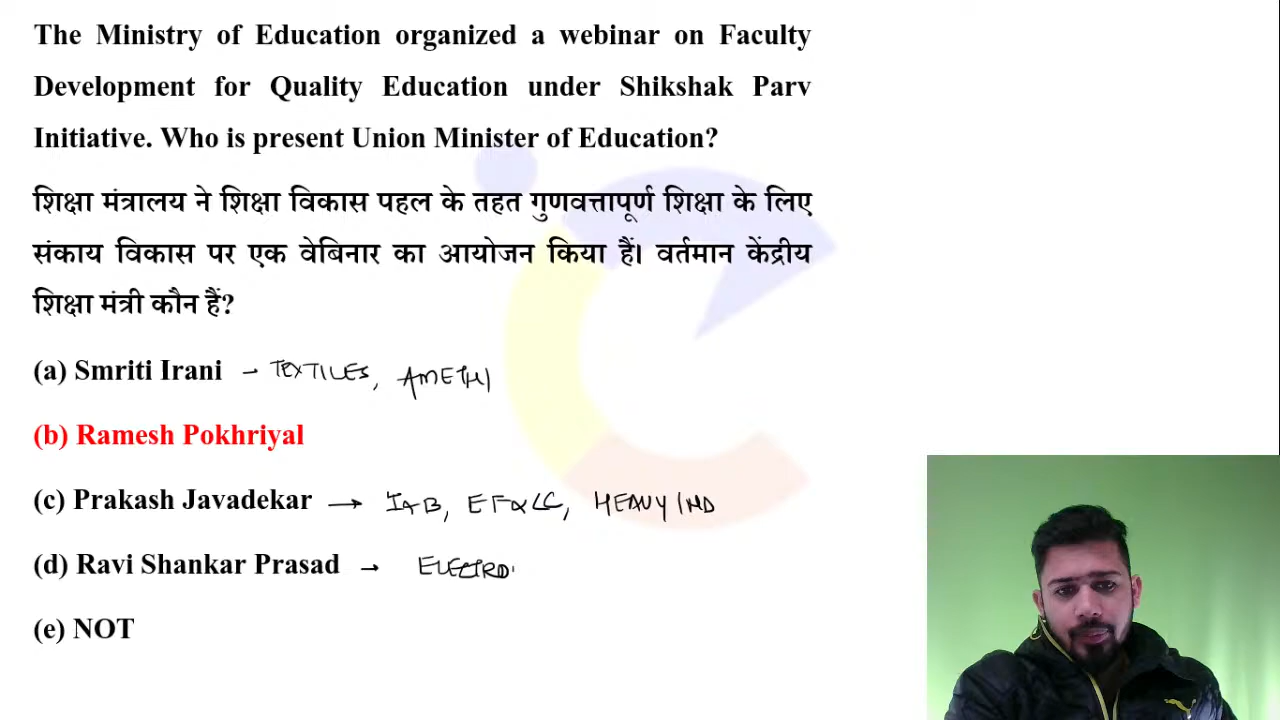 The Ministry of Education organized a webinar on Faculty
Development for Quality Education under Shikshak Parv
Initiative. Who is present Union Minister of Education?
शिक्षा मंत्रालय ने शिक्षा विकास पहल के तहत गुणवत्तापूर्ण शिक्षा के लिए
संकाय विकास पर एक वेबिनार का आयोजन किया हैं। वर्तमान केंद्रीय
शिक्षा मंत्री कौन हैं?
(a) Smriti Irani - TEXTILES, AMETHI
(b) Ramesh Pokhriyal
(c) Prakash Javadekar → I&B, EF&CC, HEAVY IND
(d) Ravi Shankar Prasad → ELECTRO
(e) NOT